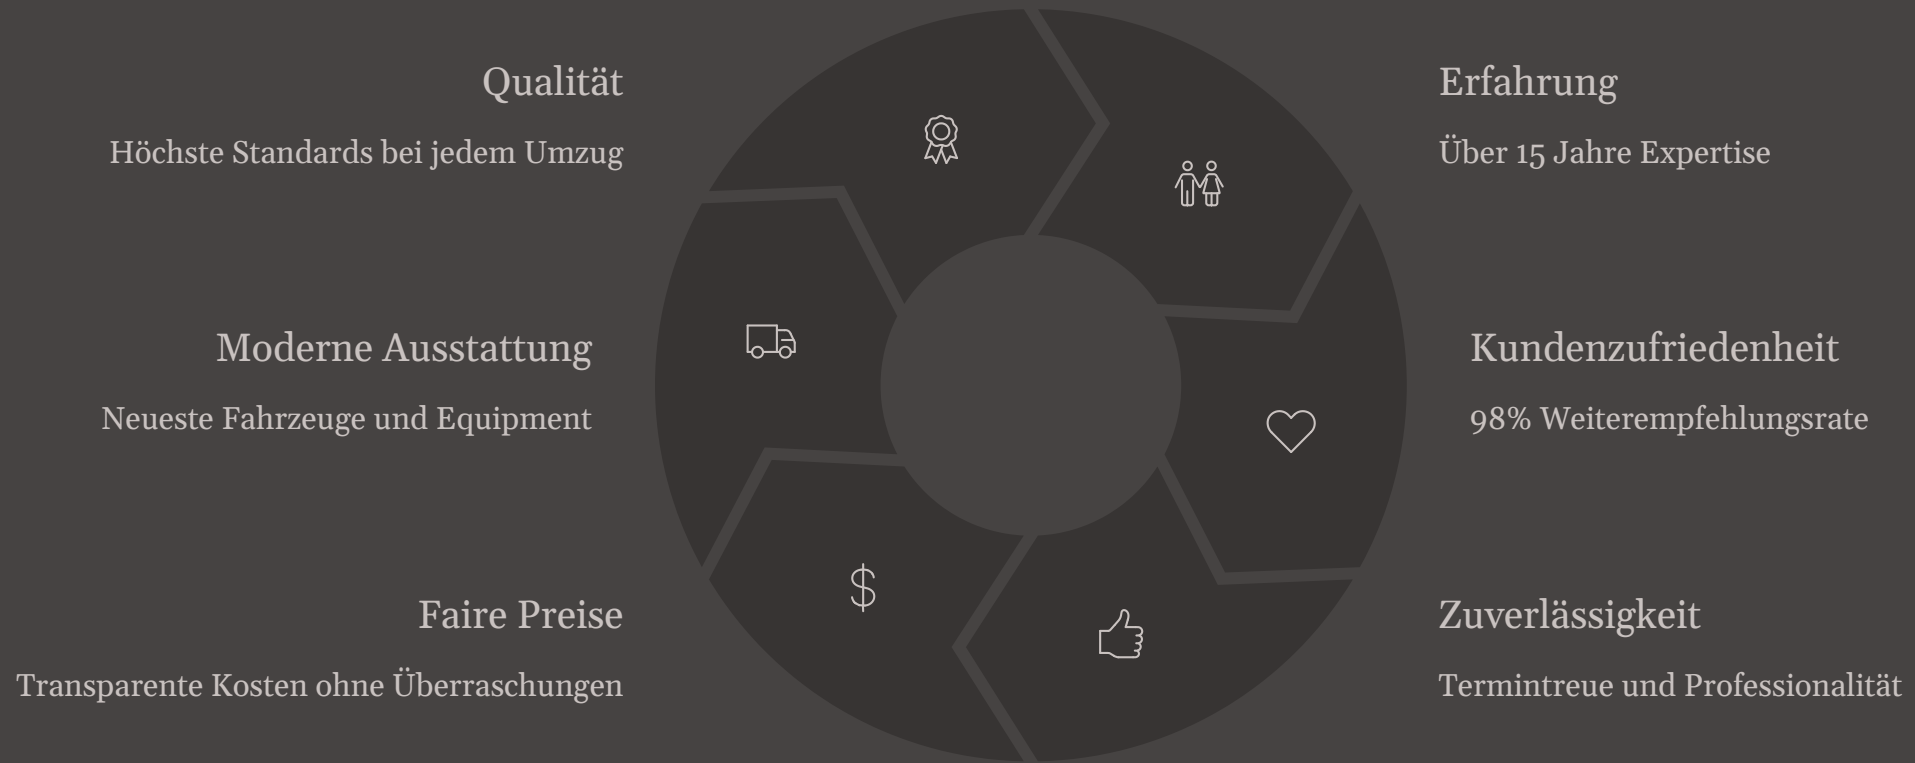 Qualität
Höchste Standards bei jedem Umzug
Erfahrung
Über 15 Jahre Expertise
Moderne Ausstattung
Neueste Fahrzeuge und Equipment
Kundenzufriedenheit
98% Weiterempfehlungsrate
Faire Preise
Transparente Kosten ohne Überraschungen
Zuverlässigkeit
Termintreue und Professionalität